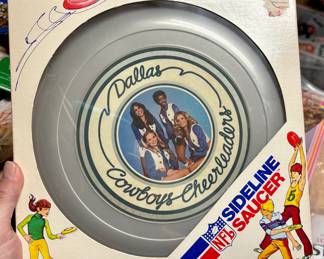 Dallas
Cowboys Cheerleaders
SIDELINE
NFL SAUCER